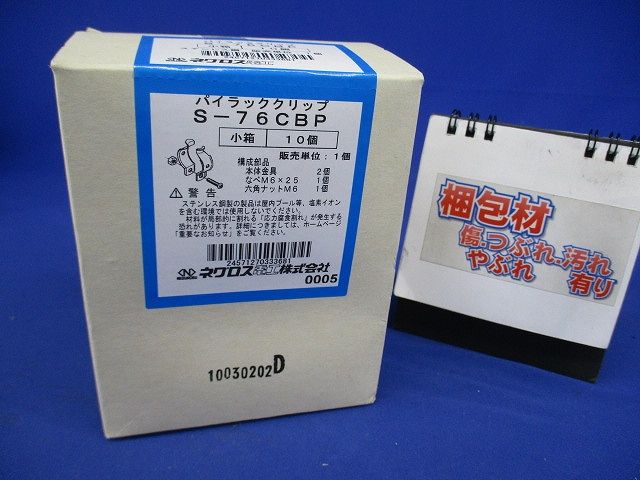 S-76CBP
パイラッククリップ
S-76CBP
小箱 10個
販売単位:1個
構成部品
本体金具 2個
なべM6×25 1個
六角ナットM6 1個
⚠警告
ステンレス鋼製の製品は屋内プール等、塩素イオン
を含む環境では使用しないでください。
材料が局部的に割れる「応力腐食割れ」が発生する
恐れがあります。詳細につきましては、ホームページ
「重要なお知らせ」をご覧ください。
24571270333681
ネグロス電工株式会社
0005
10030202D
梱包材
傷.つぶれ..汚れ
やぶれ 有り